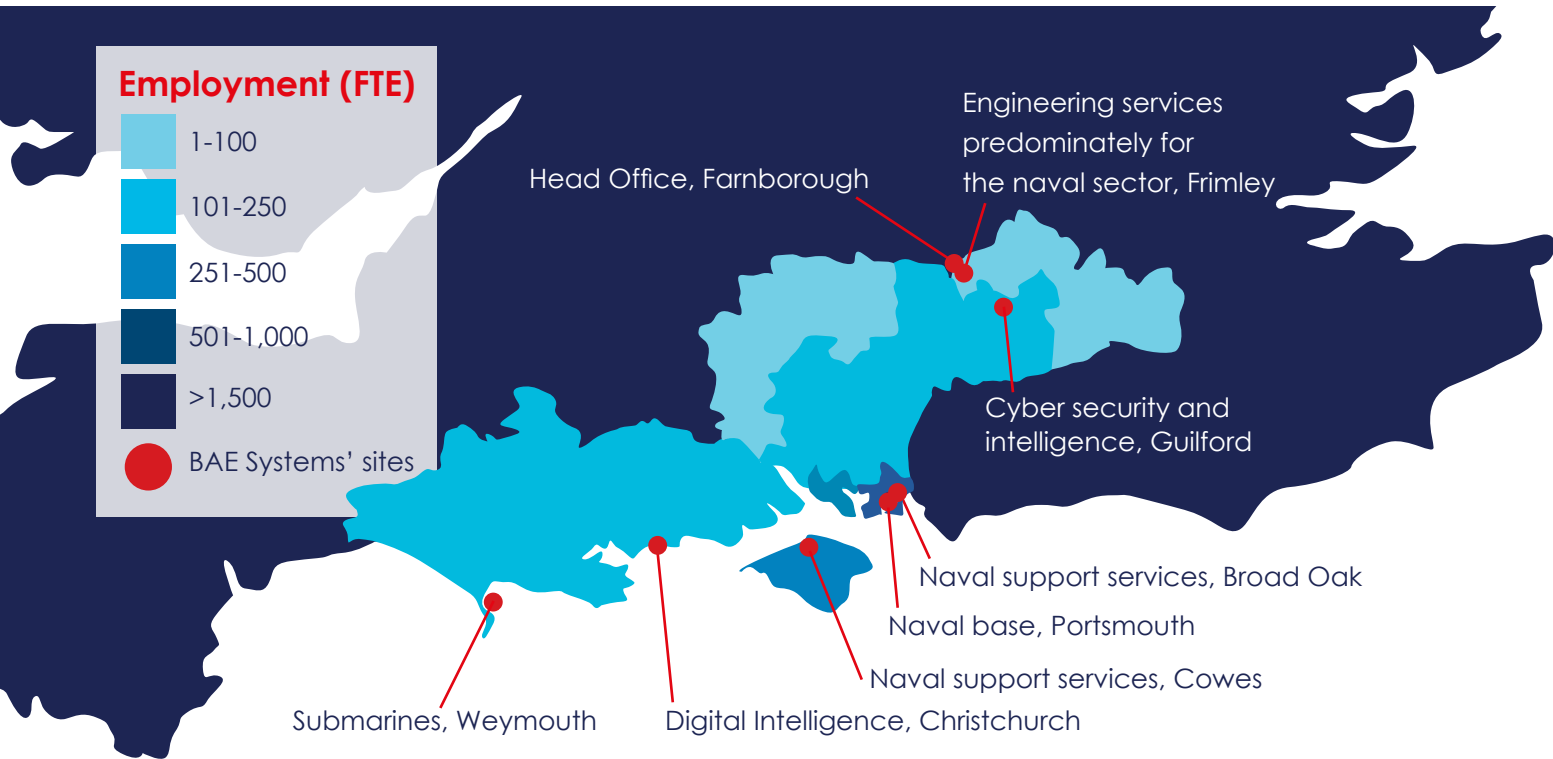 Employment (FTE)
1-100
101-250
251-500
501-1,000
>1,500
BAE Systems’ sites
Engineering services
predominately for
the naval sector, Frimley
Head Office, Farnborough
Cyber security and
intelligence, Guilford
Naval support services, Broad Oak
Naval base, Portsmouth
Naval support services, Cowes
Submarines, Weymouth
Digital Intelligence, Christchurch